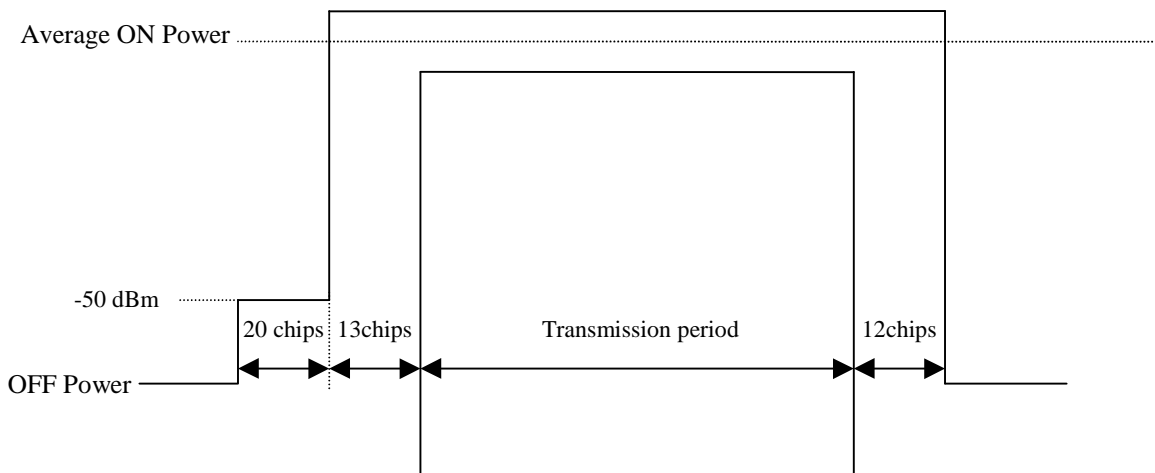 Average ON Power
-50 dBm
20 chips 13chips Transmission period 12chips
OFF Power